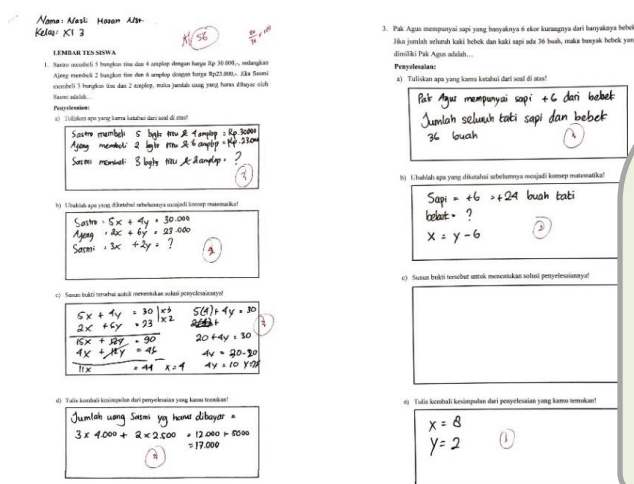 Nama: Nasli Hasan Nst.
Kelas: XI 3
56
LEMBAR TES SISWA
1. Sastro membeli 5 bungkus tisu dan 4 amplop dengan harga Rp 30.000,-, sedangkan
Ajeng membeli 2 bungkus tisu dan 6 amplop dengan harga Rp23.000,-. Jika Sasmi
membeli 3 bungkus tisu dan 2 amplop, maka jumlah uang yang harus dibayar oleh
Sasmi adalah…
Penyelesaian:
a) Tuliskan apa yang kamu ketahui dari soal di atas!
Sastro membeli 5 bgks tisu & 4 amplop = Rp.30000
Ajeng membeli 2 bgks tisu & 6 amplop = Rp.23000
Sasmi membeli 3 bgks tisu & 2 amplop = ?
3
b) Ubahlah apa yang diketahui sebelumnya menjadi konsep matematika!
Sastro = 5x + 4y = 30.000
Ajeng = 2x + 6y = 23.000
Sasmi = 3x + 2y = ?
c) Susun bukti tersebut untuk menentukan solusi penyelesaiannya!
5x + 4y = 30 | x3
2x + 6y = 23 | x2
15x + 12y = 90
4x + 12y = 46
11x = 44 x = 4
5(4) + 4y = 30
20 + 4y = 30
4y = 30-20
4y = 10
d) Tulis kembali kesimpulan dari penyelesaian yang kamu temukan!
Jumlah uang Sasmi yg harus dibayar =
3 x 4.000 + 2 x 2.500 = 12.000 + 5000
= 17.000
3. Pak Agus mempunyai sapi yang banyaknya 6 ekor kurangnya dari banyaknya bebek
Jika jumlah seluruh kaki bebek dan kaki sapi ada 36 buah, maka banyak bebek yan
dimiliki Pak Agus adalah…
Penyelesaian:
a) Tuliskan apa yang kamu ketahui dari soal di atas!
Pak Agus mempunyai sapi +6 dari bebek
Jumlah seluruh kaki sapi dan bebek
36 buah
b) Ubahlah apa yang diketahui sebelumnya menjadi konsep matematika!
Sapi = +6 = +24 buah kaki
bebek = ?
x = y - 6
2
c) Susun bukti tersebut untuk menentukan solusi penyelesaiannya!
Tulis kembali kesimpulan dari penyelesaian yang kamu temukan!
x = 8
y = 2
1